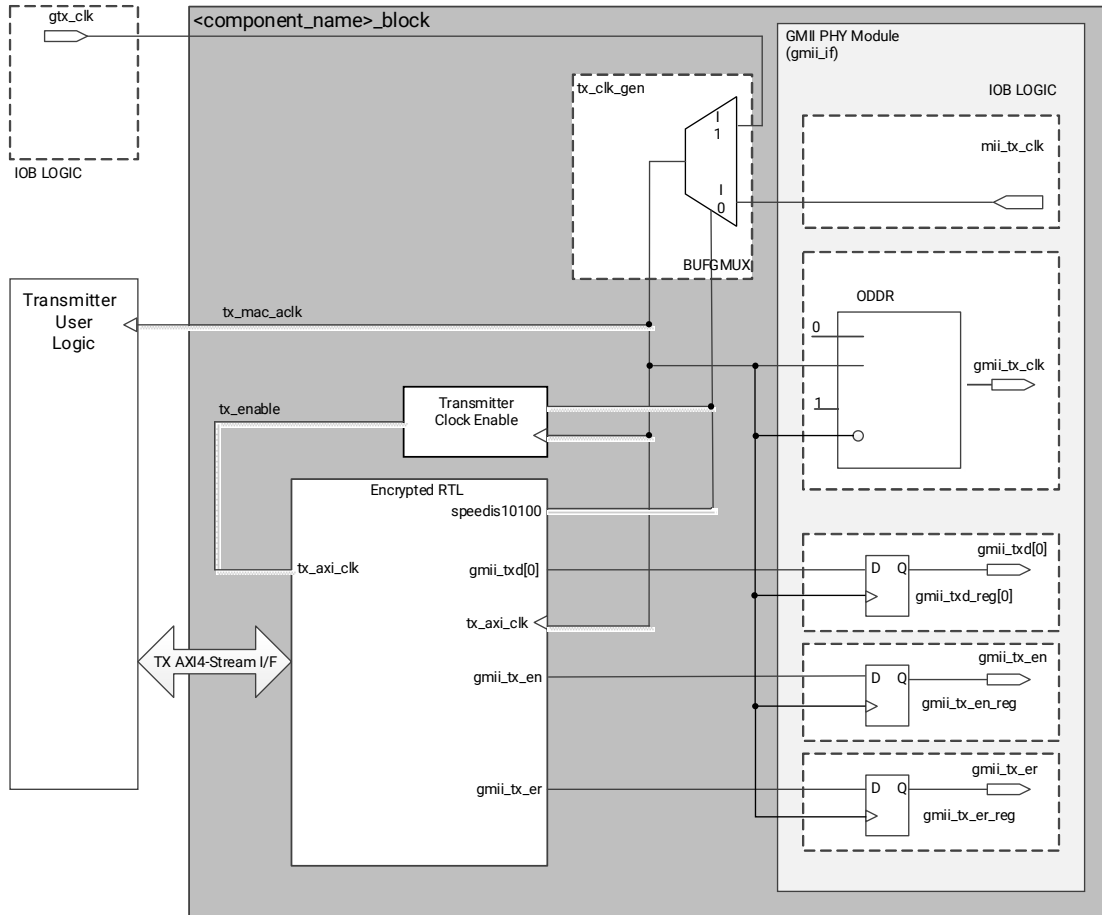 gtx_clk
<component_name>_block
GMII PHY Module
(gmii_if)
IOB LOGIC
tx_clk_gen
I
1
mii_tx_clk
IOB LOGIC
I
0
BUFGMUX
Transmitter
User
Logic
tx_mac_aclk
ODDR
0
gmii_tx_clk
1
tx_enable
Transmitter
Clock Enable
Encrypted RTL
speedis10100
tx_axi_clk
gmii_txd[0]
D Q
gmii_txd[0]
gmii_txd_reg[0]
tx_axi_clk
TX AXI4-Stream I/F
gmii_tx_en
D Q
gmii_tx_en
gmii_tx_en_reg
gmii_tx_er
D Q
gmii_tx_er
gmii_tx_er_reg